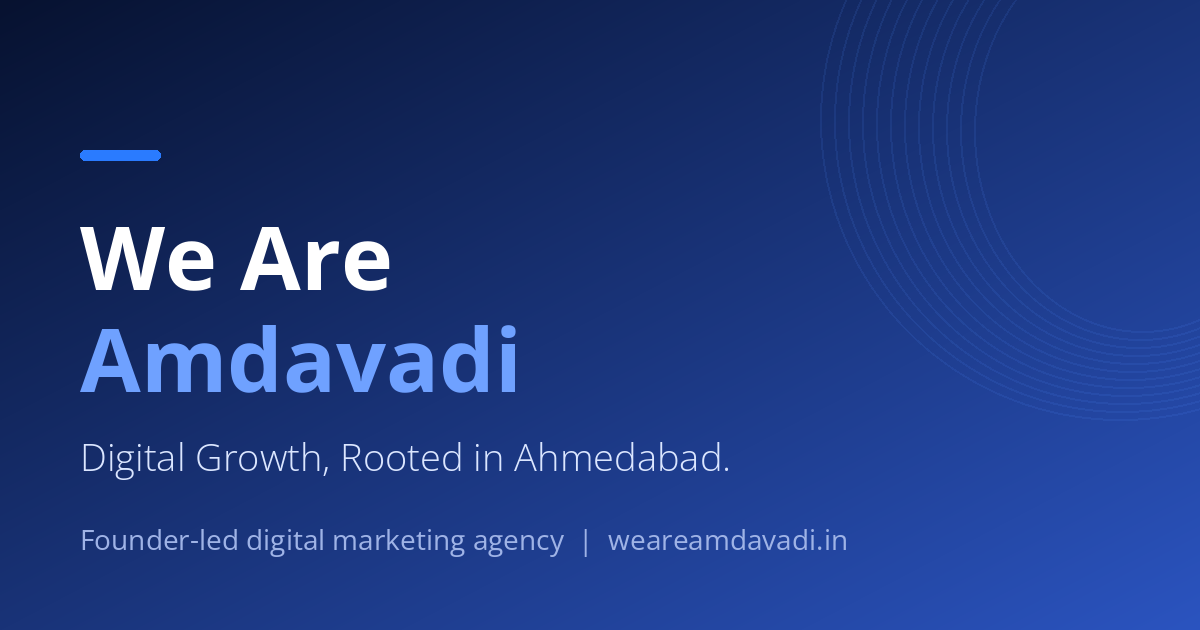 We Are
Amdavadi
Digital Growth, Rooted in Ahmedabad.
Founder-led digital marketing agency | weareamdavadi.in